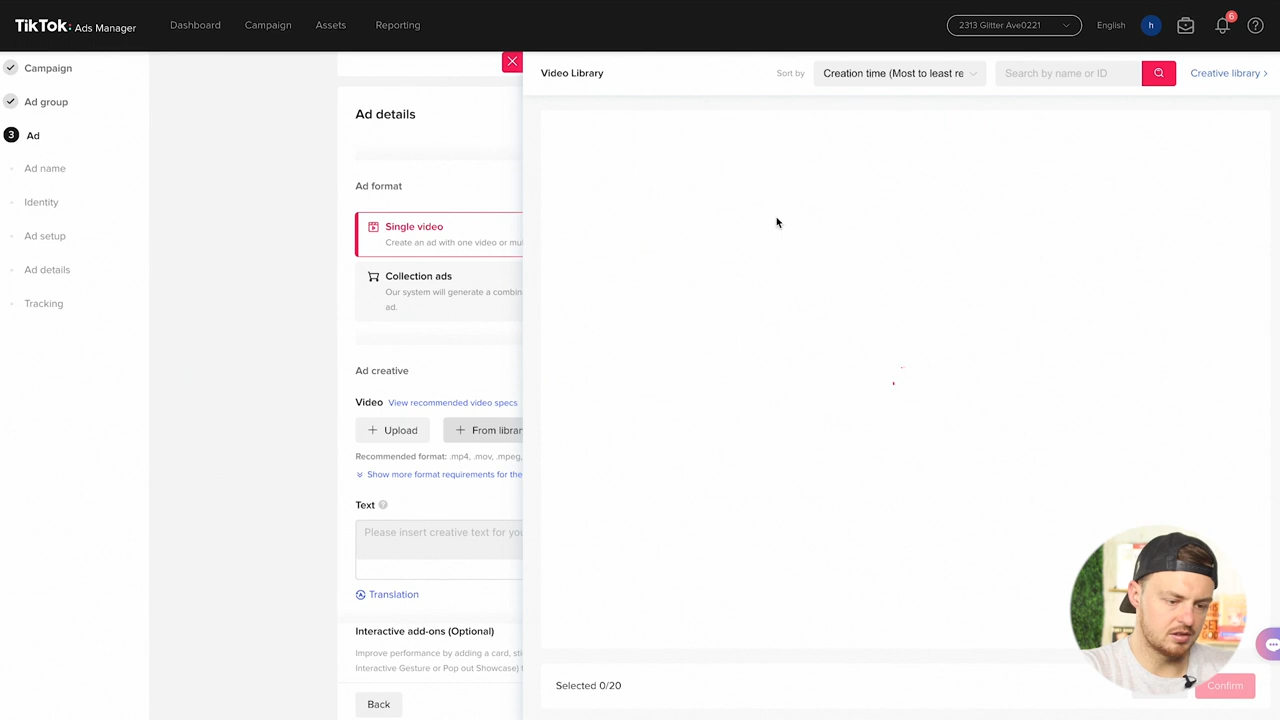 TikTok: Ads Manager
Dashboard
Campaign
Assets
Reporting
2313 Glitter Ave0221
English
h
6
Campaign
Ad group
3 Ad
Ad name
Identity
Ad setup
Ad details
Tracking
Ad details
Ad format
Single video
Create an ad with one video or mu
Collection ads
Our system will generate a combin
ad.
Ad creative
Video View recommended video specs
Upload
From librar
Recommended format: .mp4, .mov, .mpeg,
Show more format requirements for the
Text
Please insert creative text for you
Translation
Interactive add-ons (Optional)
Improve performance by adding a card, sti
Interactive Gesture or Pop out Showcase) t
Back
Video Library
Sort by
Creation time (Most to least re
Search by name or ID
Creative library
Selected 0/20
Confirm